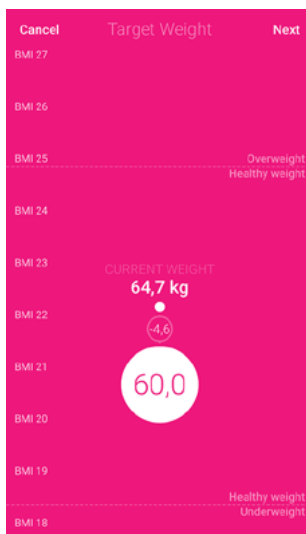 Cancel Target Weight Next
BMI 27
BMI 26
BMI 25
Overweight
Healthy weight
BMI 24
BMI 23
CURRENT WEIGHT
64,7 kg
BMI 22
-4,6
BMI 21
60,0
BMI 20
BMI 19
Healthy weight
Underweight
BMI 18